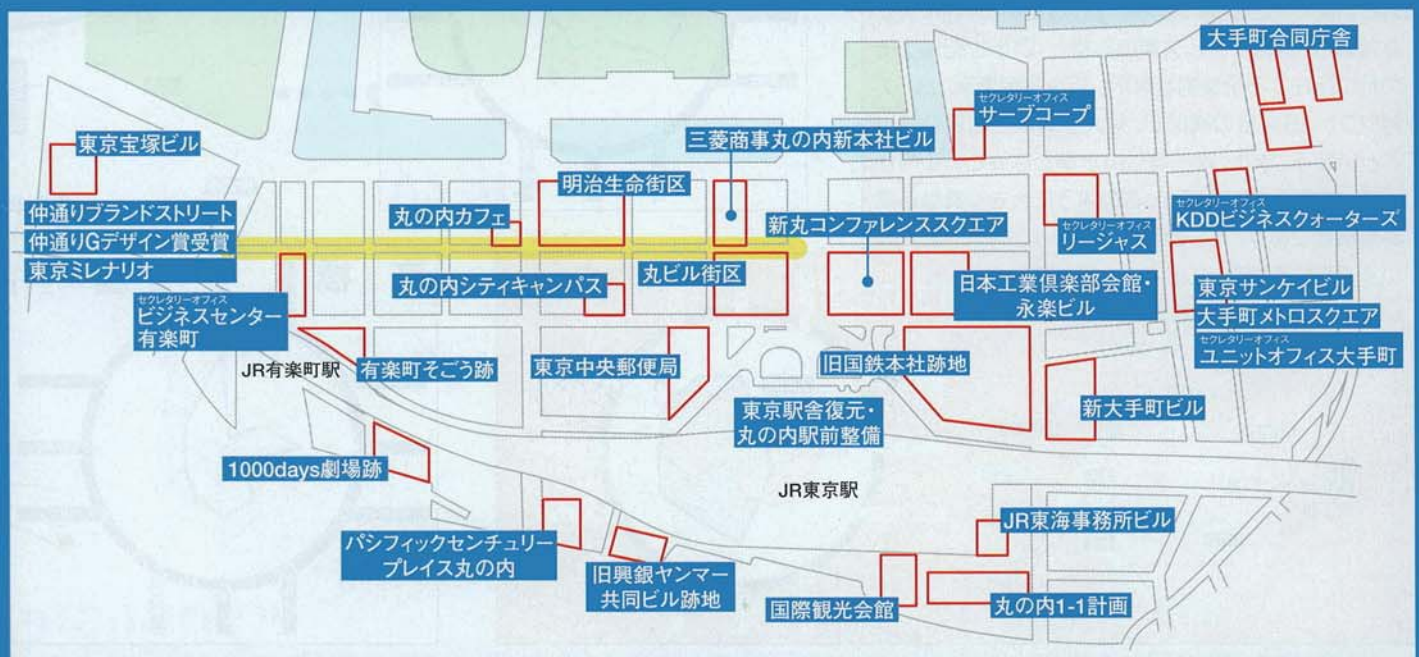 大手町合同庁舎
セクレタリーオフィス
サーブコープ
三菱商事丸の内新本社ビル
東京宝塚ビル
明治生命街区
仲通りブランドストリート
仲通りGデザイン賞受賞
東京ミレナリオ
丸の内カフェ
新丸コンファレンススクエア
セクレタリーオフィス
リージャス
セクレタリーオフィス
KDDビジネスクォーターズ
丸ビル街区
丸の内シティキャンパス
日本工業倶楽部会館・
永楽ビル
東京サンケイビル
大手町メトロスクエア
セクレタリーオフィス
ユニットオフィス大手町
セクレタリーオフィス
ビジネスセンター
有楽町
JR有楽町駅
有楽町そごう跡
東京中央郵便局
旧国鉄本社跡地
東京駅舎復元・
丸の内駅前整備
新大手町ビル
1000days劇場跡
JR東京駅
パシフィックセンチュリー
プレイス丸の内
旧興銀ヤンマー
共同ビル跡地
JR東海事務所ビル
国際観光会館
丸の内1-1計画